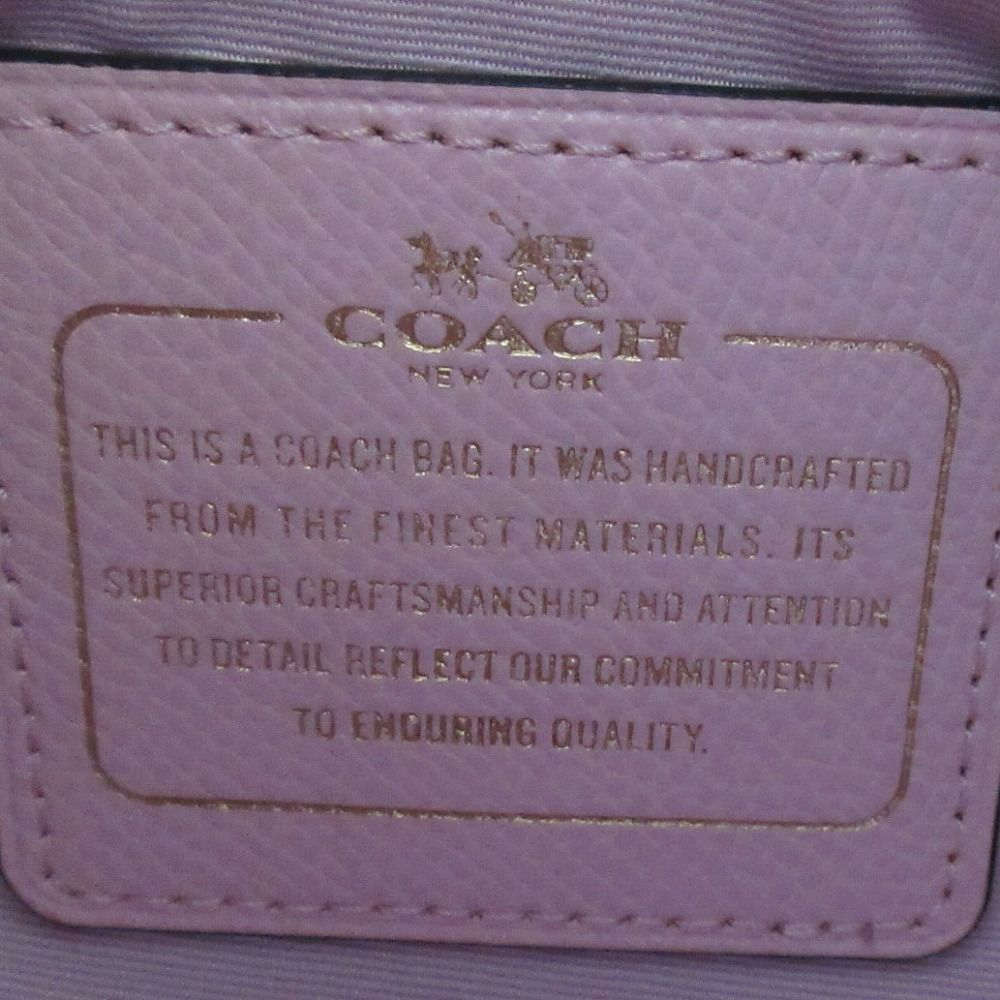 COACH
NEW YORK
THIS IS A COACH BAG. IT WAS HANDCRAFTED
FROM THE FINEST MATERIALS. ITS
SUPERIOR CRAFTSMANSHIP AND ATTENTION
TO DETAIL REFLECT OUR COMMITMENT
TO ENDURING QUALITY.